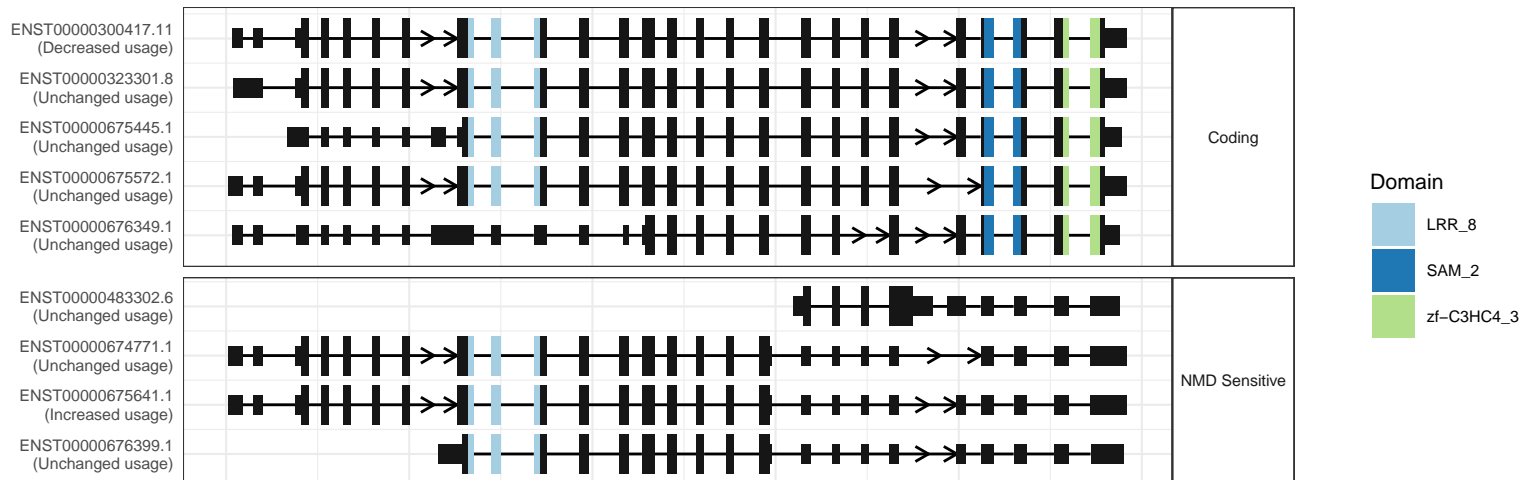 ENST00000300417.11
(Decreased usage)
ENST00000323301.8
(Unchanged usage)
ENST00000675445.1
(Unchanged usage)
ENST00000675572.1
(Unchanged usage)
ENST00000676349.1
(Unchanged usage)
Coding
ENST00000483302.6
(Unchanged usage)
ENST00000674771.1
(Unchanged usage)
ENST00000675641.1
(Increased usage)
ENST00000676399.1
(Unchanged usage)
NMD Sensitive
Domain
LRR_8
SAM_2
zf−C3HC4_3